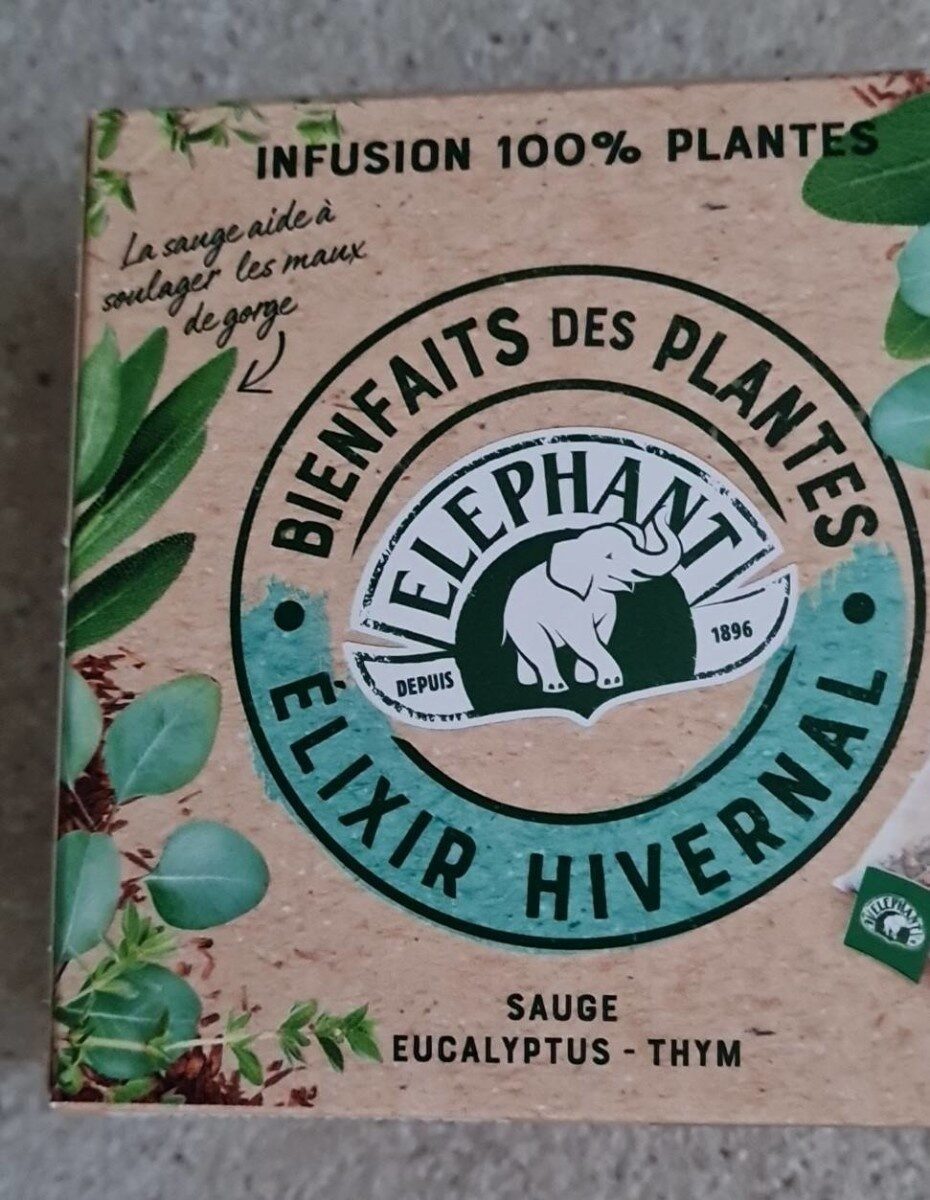 INFUSION 100% PLANTES
La sauge aide à
soulager les maux
de gorge
BIENFAITS DES PLANTES
ELEPHANT
DEPUIS 1896
ÉLIXIR HIVERNAL
ELEPHANT
SAUGE
EUCALYPTUS - THYM